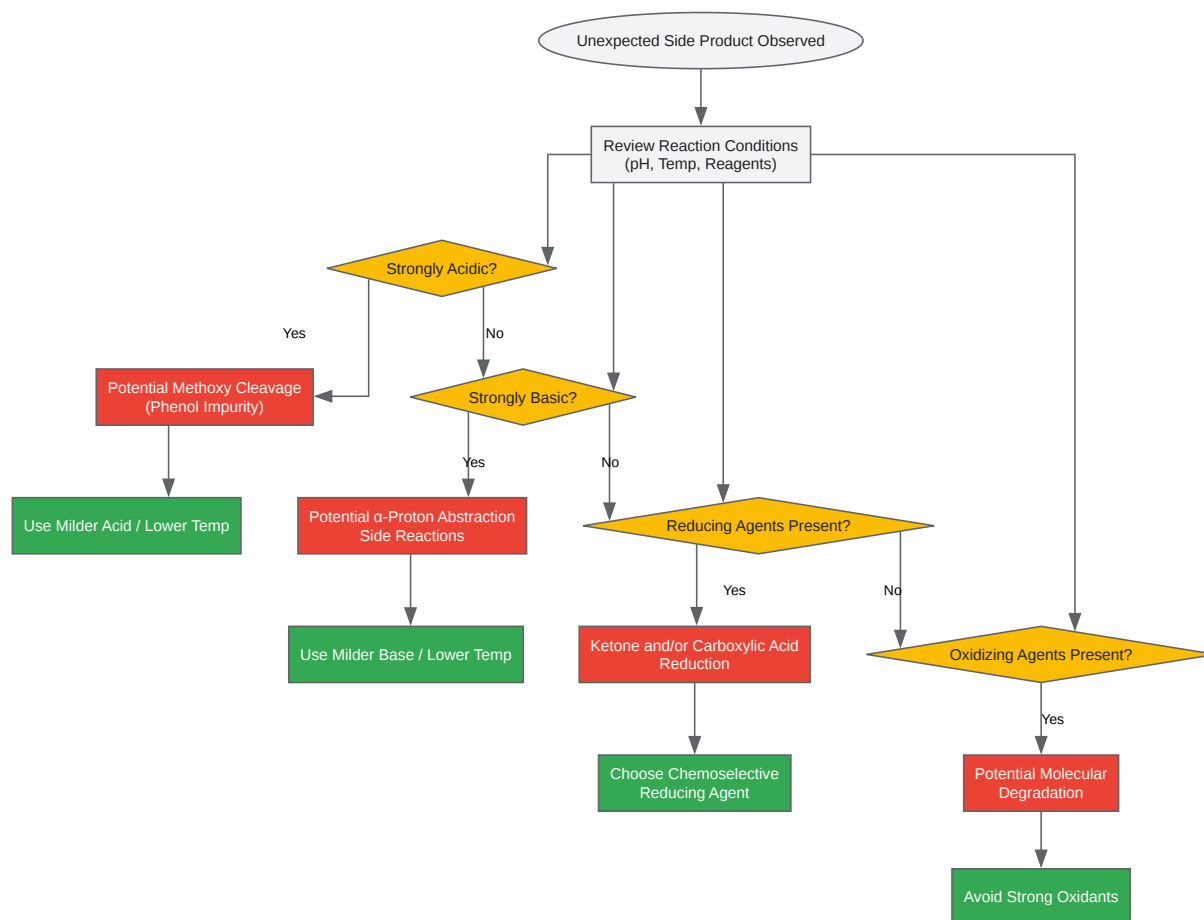 Unexpected Side Product Observed
Review Reaction Conditions
(pH, Temp, Reagents)
Strongly Acidic?
Yes
No
Potential Methoxy Cleavage
(Phenol Impurity)
Strongly Basic?
Yes
No
Use Milder Acid / Lower Temp
Potential α-Proton Abstraction
Side Reactions
Reducing Agents Present?
Yes
No
Use Milder Base / Lower Temp
Ketone and/or Carboxylic Acid
Reduction
Oxidizing Agents Present?
Yes
Choose Chemoselective
Reducing Agent
Potential Molecular
Degradation
Avoid Strong Oxidants